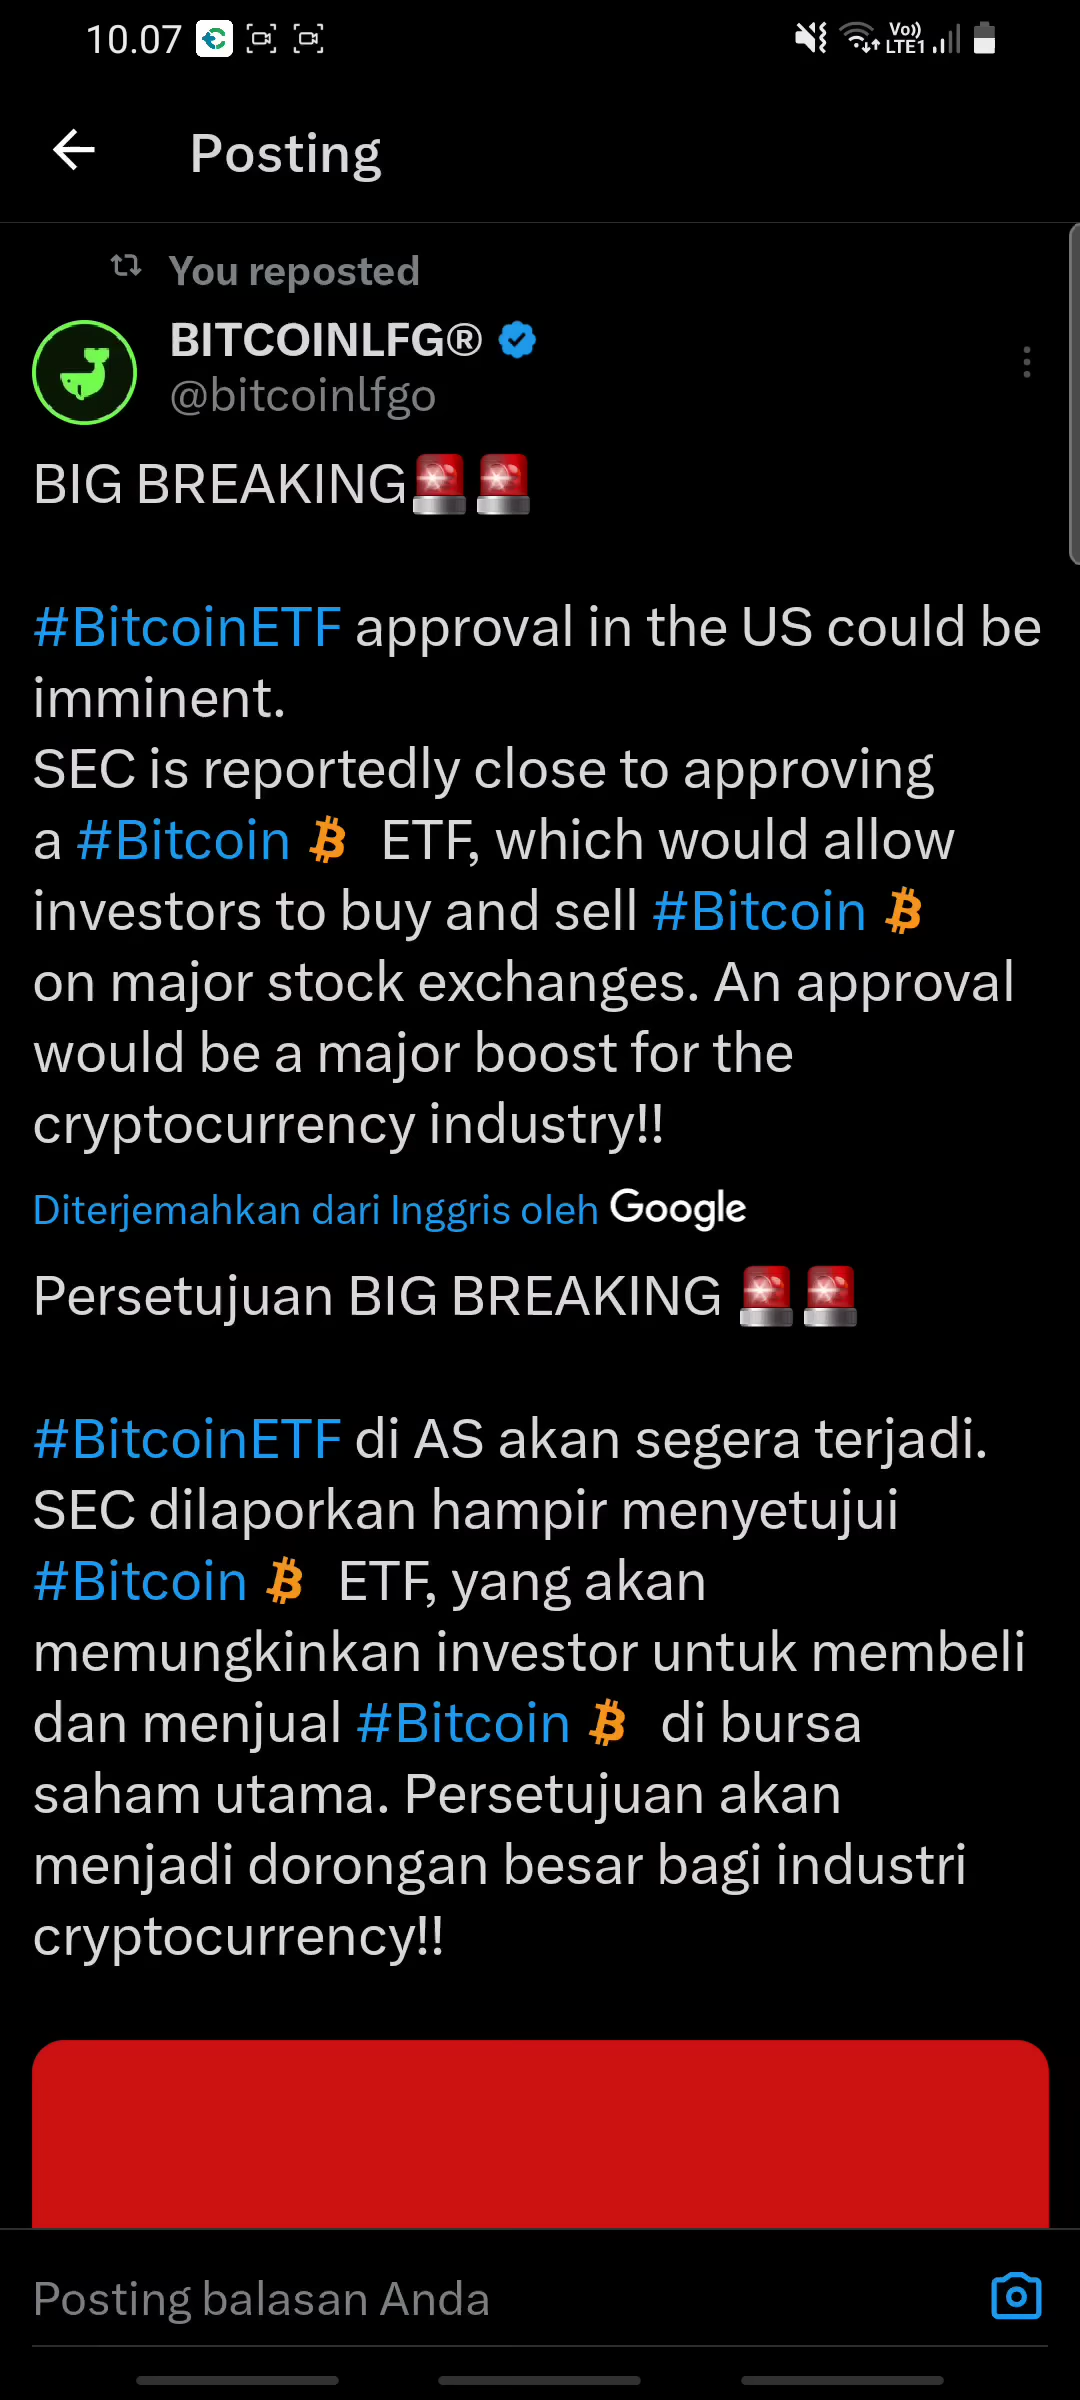 10.07
Vo))
LTE1
Posting
You reposted
BITCOINLFG®
@bitcoinlfgo
BIG BREAKING🚨🚨
#BitcoinETF approval in the US could be
imminent.
SEC is reportedly close to approving
a #Bitcoin ETF, which would allow
investors to buy and sell #Bitcoin
on major stock exchanges. An approval
would be a major boost for the
cryptocurrency industry!!
Diterjemahkan dari Inggris oleh Google
Persetujuan BIG BREAKING 🚨🚨
#BitcoinETF di AS akan segera terjadi.
SEC dilaporkan hampir menyetujui
#Bitcoin ETF, yang akan
memungkinkan investor untuk membeli
dan menjual #Bitcoin di bursa
saham utama. Persetujuan akan
menjadi dorongan besar bagi industri
cryptocurrency!!
Posting balasan Anda